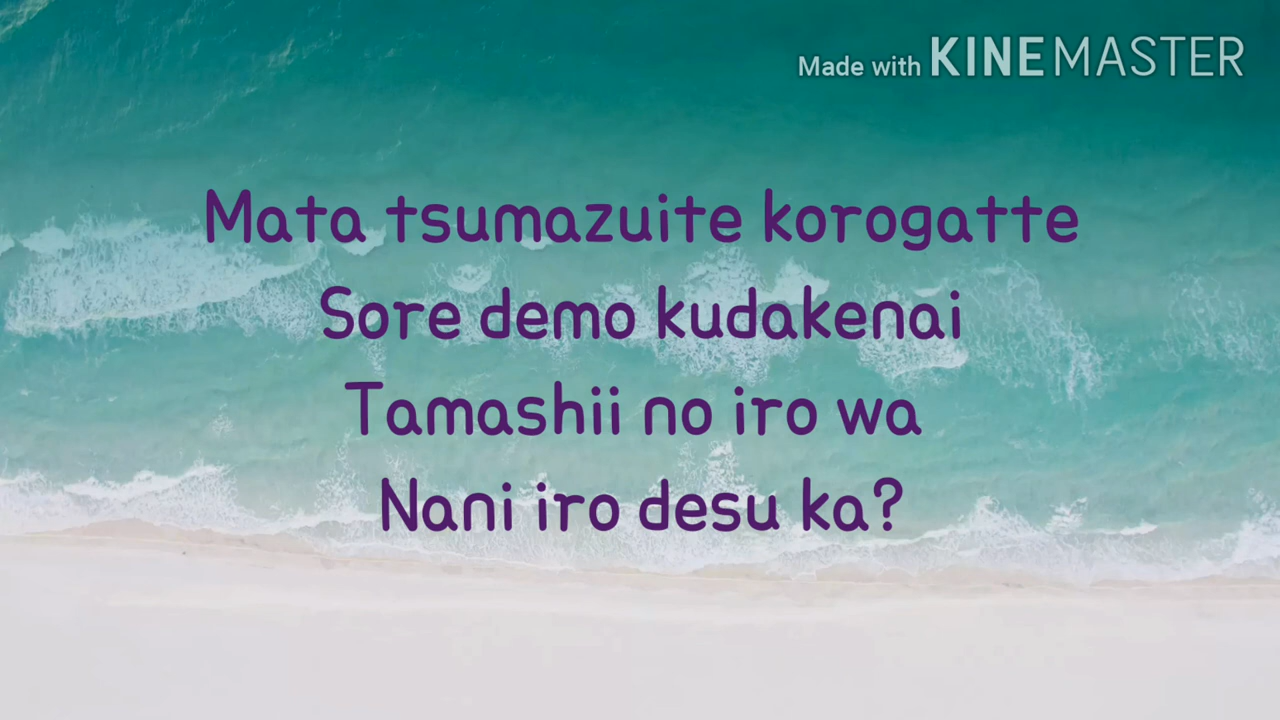 Made with KINEMASTER
Mata tsumazuite korogatte
Sore demo kudakenai
Tamashii no iro wa
Nani iro desu ka?